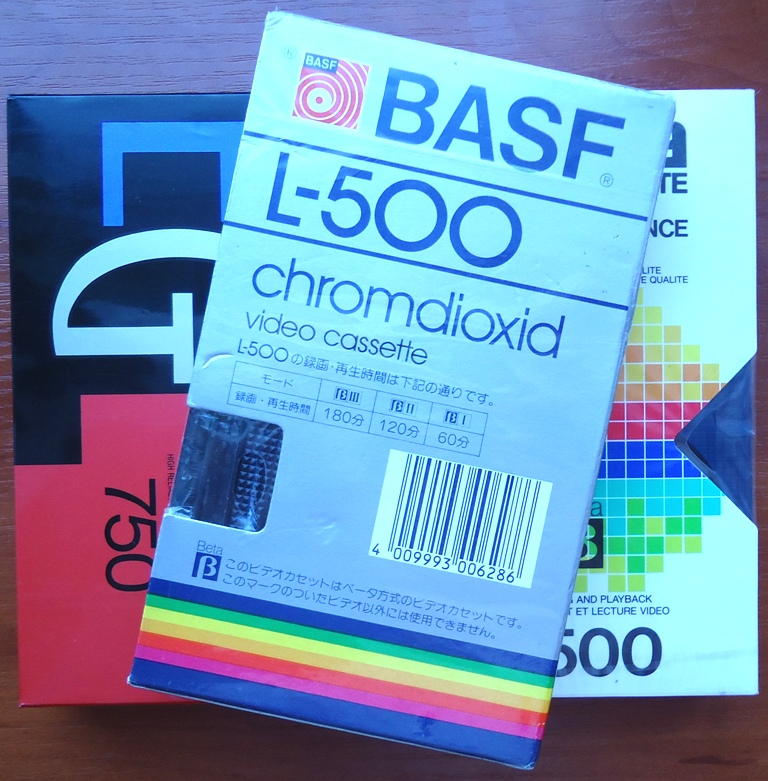 BASF
BASF
®
L-500
chromdioxid
video cassette
L-500の録画・再生時間は下記の通りです。
モード βIII βII βI
録画・再生時間 180分 120分 60分
4 009993 006286
Beta
β
このビデオカセットはベータ方式のビデオカセットです。
このマークのついたビデオ以外には使用できません。
750
HIGH
a
TE
NCE
LITE
E QUALITE
a
AND PLAYBACK
ET LECTURE VIDEO
500